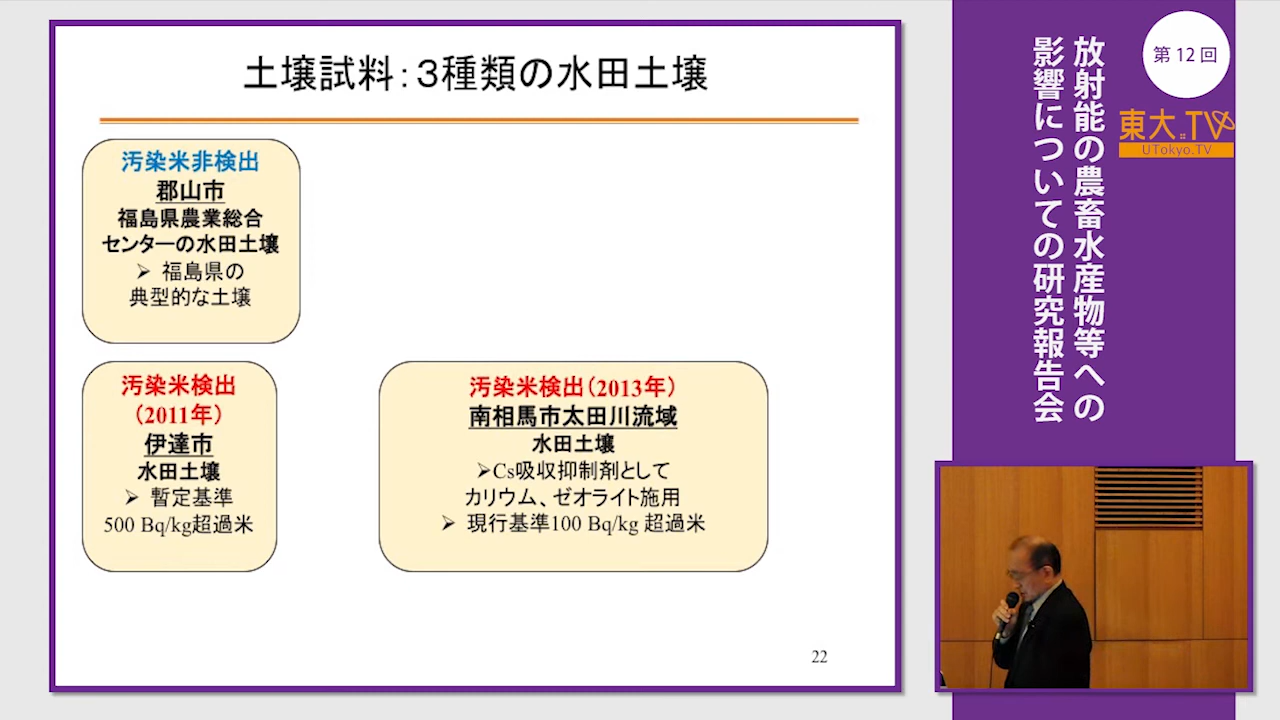 土壌試料：３種類の水田土壌
汚染米非検出
郡山市
福島県農業総合
センターの水田土壌
➢ 福島県の
典型的な土壌
汚染米検出
（2011年）
伊達市
水田土壌
➢ 暫定基準
500 Bq/kg超過米
汚染米検出（2013年）
南相馬市太田川流域
水田土壌
➢Cs吸収抑制剤として
カリウム、ゼオライト施用
➢ 現行基準100 Bq/kg 超過米
22
第 12 回
放射能の農畜水産物等への
影響についての研究報告会
東大.TV
UTokyo.TV